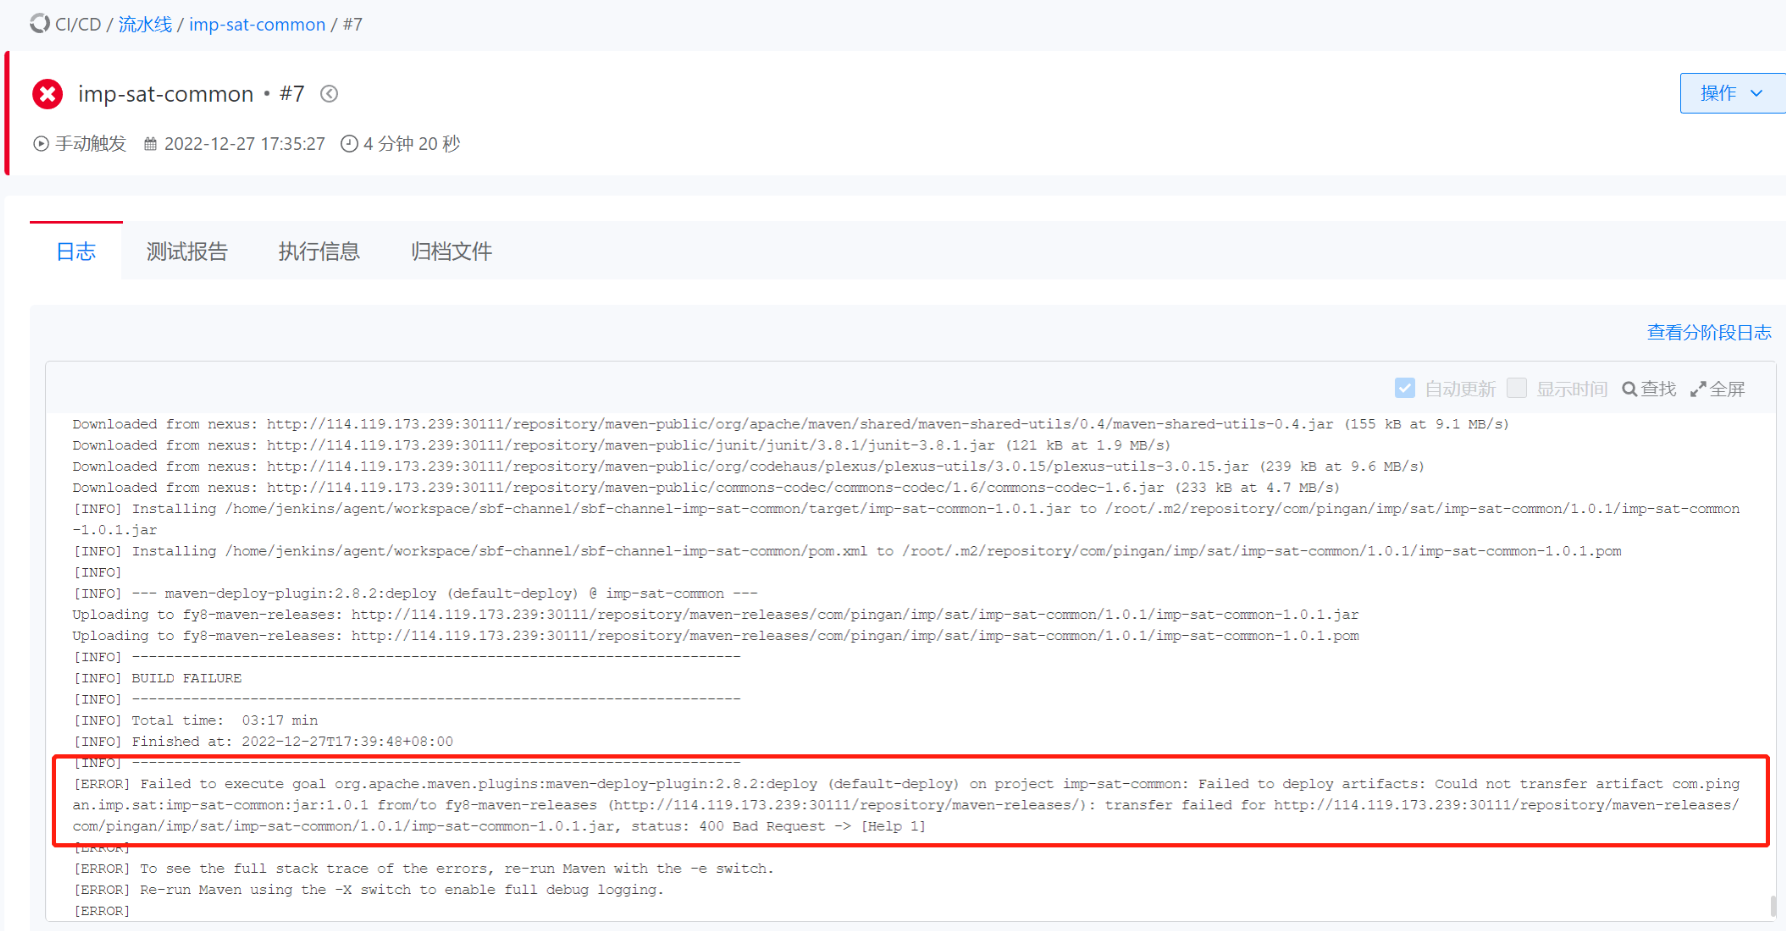 CI/CD / 流水线 / imp-sat-common / #7
imp-sat-common • #7
操作
手动触发 2022-12-27 17:35:27 4 分钟 20 秒
日志 测试报告 执行信息 归档文件
查看分阶段日志
自动更新 显示时间 查找 全屏
Downloaded from nexus: http://114.119.173.239:30111/repository/maven-public/org/apache/maven/shared/maven-shared-utils/0.4/maven-shared-utils-0.4.jar (155 kB at 9.1 MB/s)
Downloaded from nexus: http://114.119.173.239:30111/repository/maven-public/junit/junit/3.8.1/junit-3.8.1.jar (121 kB at 1.9 MB/s)
Downloaded from nexus: http://114.119.173.239:30111/repository/maven-public/org/codehaus/plexus/plexus-utils/3.0.15/plexus-utils-3.0.15.jar (239 kB at 9.6 MB/s)
Downloaded from nexus: http://114.119.173.239:30111/repository/maven-public/commons-codec/commons-codec/1.6/commons-codec-1.6.jar (233 kB at 4.7 MB/s)
[INFO] Installing /home/jenkins/agent/workspace/sbf-channel/sbf-channel-imp-sat-common/target/imp-sat-common-1.0.1.jar to /root/.m2/repository/com/pingan/imp/sat/imp-sat-common/1.0.1/imp-sat-common
-1.0.1.jar
[INFO] Installing /home/jenkins/agent/workspace/sbf-channel/sbf-channel-imp-sat-common/pom.xml to /root/.m2/repository/com/pingan/imp/sat/imp-sat-common/1.0.1/imp-sat-common-1.0.1.pom
[INFO]
[INFO] --- maven-deploy-plugin:2.8.2:deploy (default-deploy) @ imp-sat-common ---
Uploading to fy8-maven-releases: http://114.119.173.239:30111/repository/maven-releases/com/pingan/imp/sat/imp-sat-common/1.0.1/imp-sat-common-1.0.1.jar
Uploading to fy8-maven-releases: http://114.119.173.239:30111/repository/maven-releases/com/pingan/imp/sat/imp-sat-common/1.0.1/imp-sat-common-1.0.1.pom
[INFO] ------------------------------------------------------------------------
[INFO] BUILD FAILURE
[INFO] ------------------------------------------------------------------------
[INFO] Total time:  03:17 min
[INFO] Finished at: 2022-12-27T17:39:48+08:00
[INFO] ------------------------------------------------------------------------
[ERROR] Failed to execute goal org.apache.maven.plugins:maven-deploy-plugin:2.8.2:deploy (default-deploy) on project imp-sat-common: Failed to deploy artifacts: Could not transfer artifact com.ping
an.imp.sat:imp-sat-common:jar:1.0.1 from/to fy8-maven-releases (http://114.119.173.239:30111/repository/maven-releases/): transfer failed for http://114.119.173.239:30111/repository/maven-releases/
com/pingan/imp/sat/imp-sat-common/1.0.1/imp-sat-common-1.0.1.jar, status: 400 Bad Request -> [Help 1]
[ERROR]
[ERROR] To see the full stack trace of the errors, re-run Maven with the -e switch.
[ERROR] Re-run Maven using the -X switch to enable full debug logging.
[ERROR]